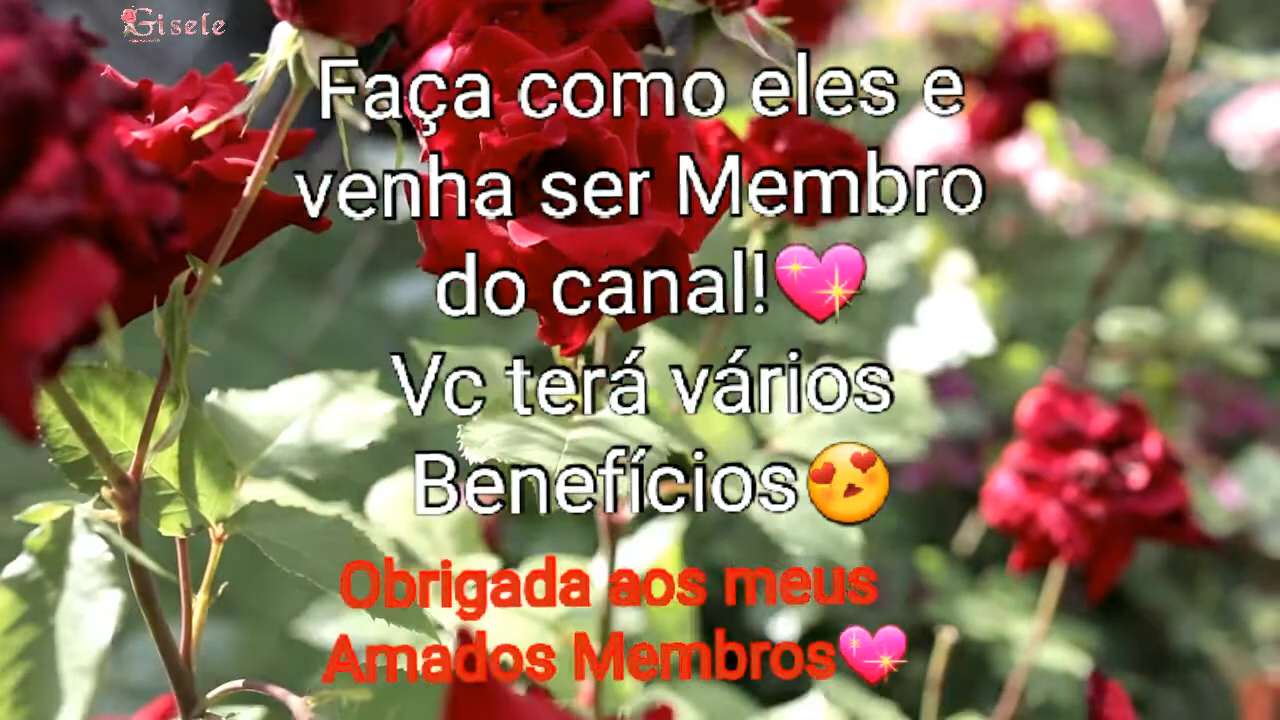 Gisele
Faça como eles e
venha ser Membro
do canal!💖
Vc terá vários
Benefícios😍
Obrigada aos meus
Amados Membros💖